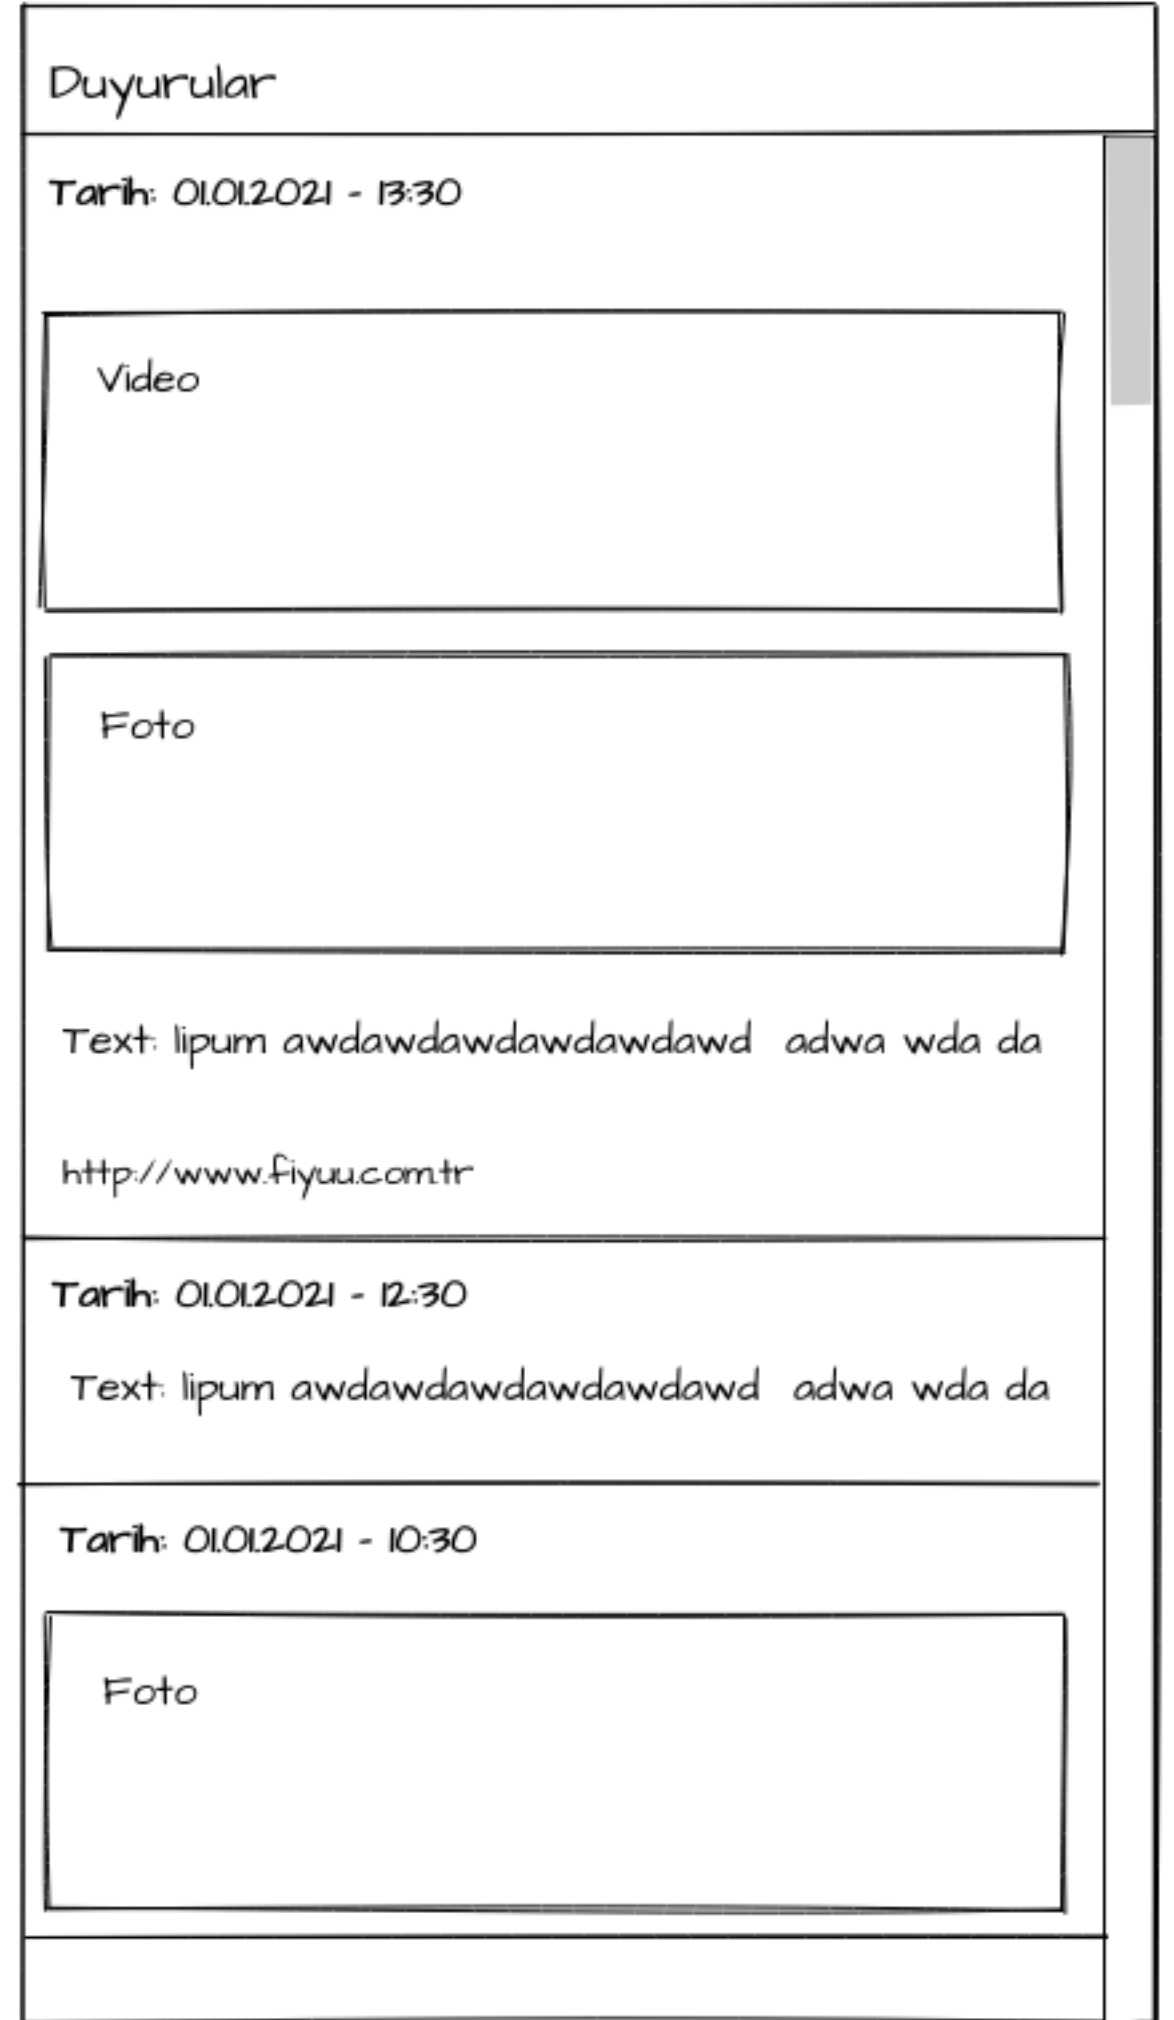 Duyurular
Tarih: 01.01.2021 - 13:30
Video
Foto
Text: lipum awdawdawdawdawdawd adwa wda da
http://www.fiyuu.com.tr
Tarih: 01.01.2021 - 12:30
Text: lipum awdawdawdawdawdawd adwa wda da
Tarih: 01.01.2021 - 10:30
Foto